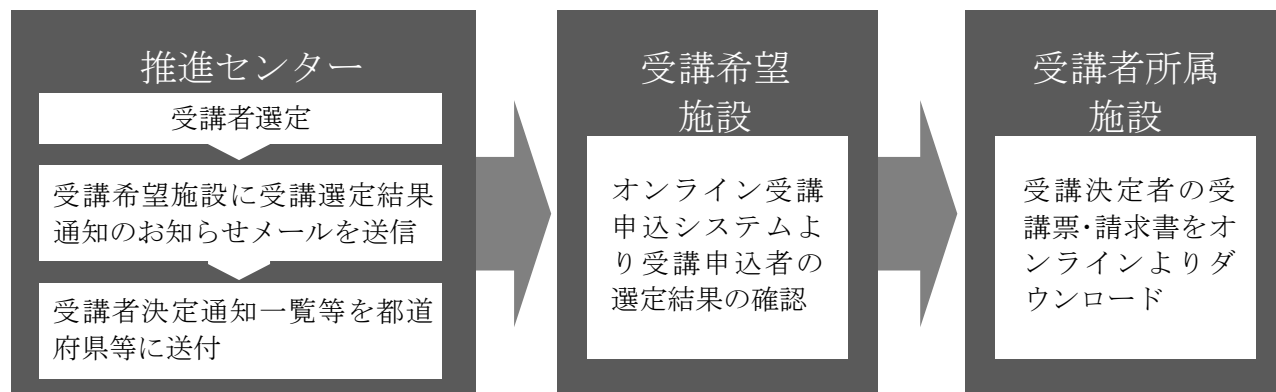 推進センター
受講者選定
受講希望施設に受講選定結果
通知のお知らせメールを送信
受講者決定通知一覧等を都道
府県等に送付
受講希望
施設
オンライン受講
申込システムよ
り受講申込者の
選定結果の確認
受講者所属
施設
受講決定者の受
講票・請求書をオ
ンラインよりダ
ウンロード